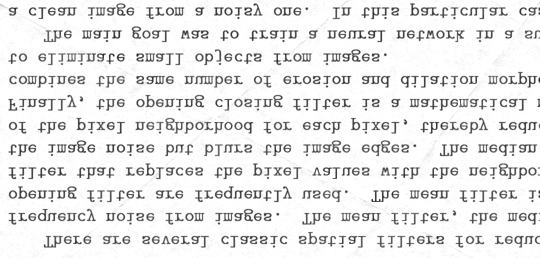 There are several classic spatial filters for reduc
frequency noise from images. The mean filter, the medi
opening filter are frequently used. The mean filter is
filter that replaces the pixel values with the neighbor
the image noise but blurs the image edges. The median
of the pixel neighborhood for each pixel, thereby reduc
Finally, the opening closing filter is a mathematical m
combines the same number of erosion and dilation morpho
to eliminate small objects from images.
The main goal was to train a neural network in a su
a clean image from a noisy one. In this particular cas